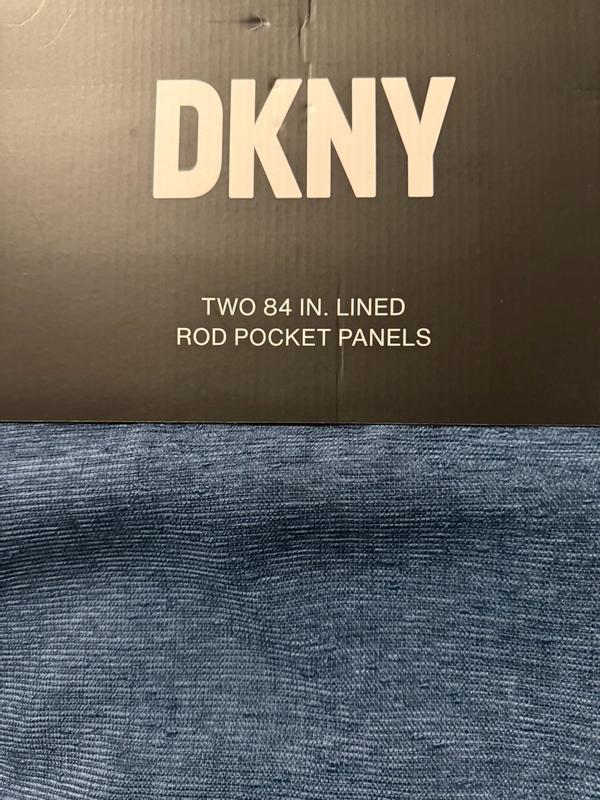 DKNY
TWO 84 IN. LINED
ROD POCKET PANELS